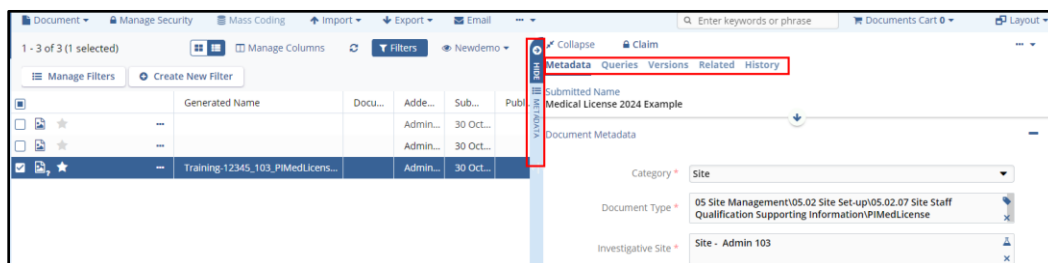 Document Manage Security Mass Coding Import Export Email ... Enter keywords or phrase Documents Cart 0 Layout
1 - 3 of 3 (1 selected) Manage Columns Filters Newdemo
Manage Filters Create New Filter
Generated Name Docu... Adde... Sub... Publ
... Admin... 30 Oct...
... Admin... 30 Oct...
? ... Training-12345_103_PIMedLicens... Admin... 30 Oct...
HIDE
METADATA
Collapse Claim ...
Metadata Queries Versions Related History
Submitted Name
Medical License 2024 Example
Document Metadata
Category * Site
Document Type * 05 Site Management\05.02 Site Set-up\05.02.07 Site Staff
Qualification Supporting Information\PIMedLicense
Investigative Site * Site - Admin 103